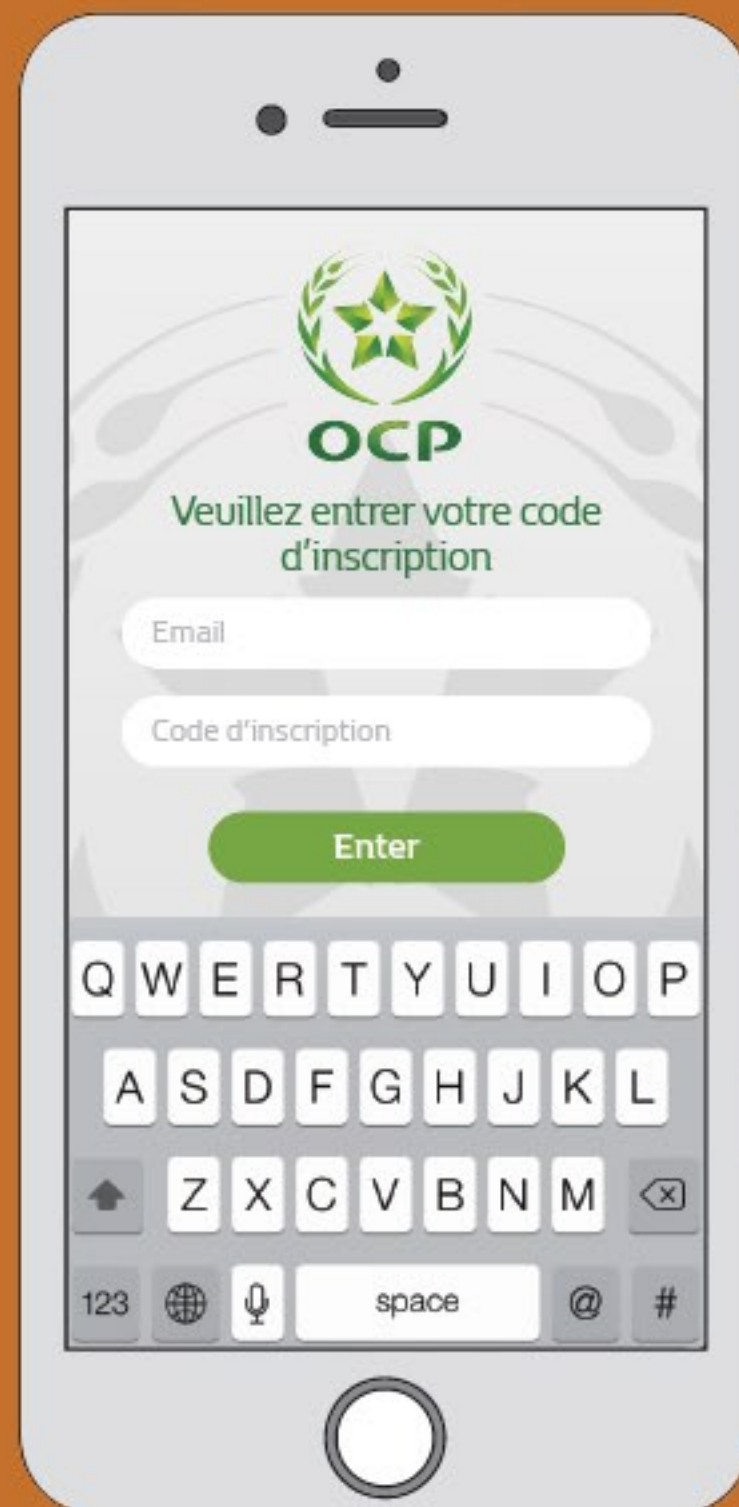 OCP
Veuillez entrer votre code
d'inscription
Email
Code d'inscription
Enter
Q W E R T Y U I O P
A S D F G H J K L
Z X C V B N M
123 space @ #